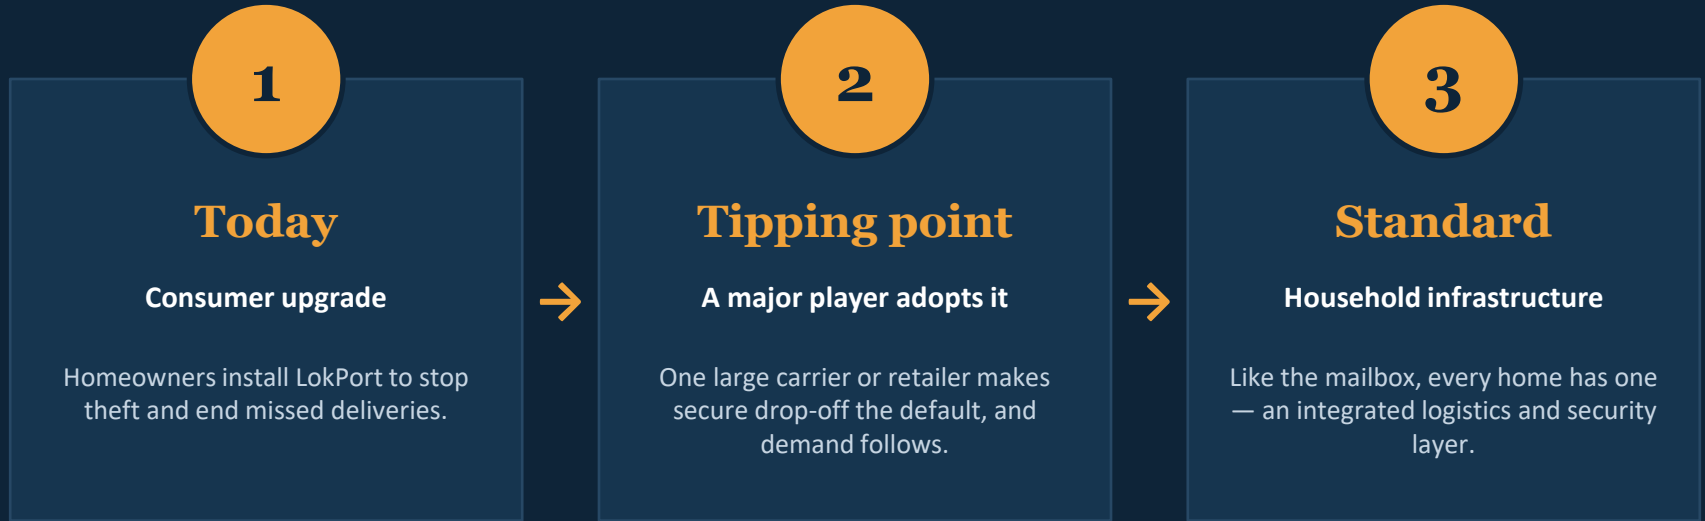 1
Today
Consumer upgrade
Homeowners install LokPort to stop
theft and end missed deliveries.
→
2
Tipping point
A major player adopts it
One large carrier or retailer makes
secure drop-off the default, and
demand follows.
→
3
Standard
Household infrastructure
Like the mailbox, every home has one
— an integrated logistics and security
layer.